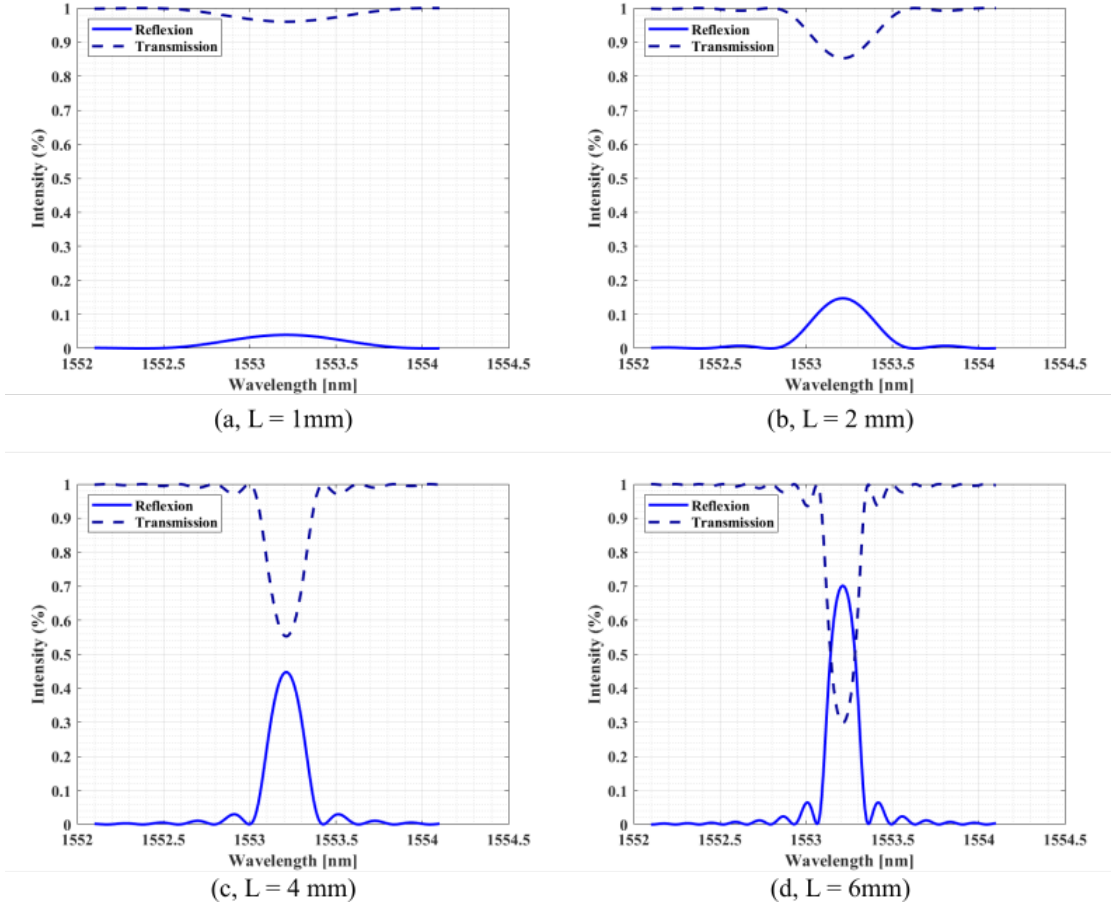 1
0.9
0.8
0.7
0.6
0.5
0.4
0.3
0.2
0.1
0
Intensity (%)
Reflexion
Transmission
1552 1552.5 1553 1553.5 1554 1554.5
Wavelength [nm]
(a, L = 1mm)
1
0.9
0.8
0.7
0.6
0.5
0.4
0.3
0.2
0.1
0
Intensity (%)
Reflexion
Transmission
1552 1552.5 1553 1553.5 1554 1554.5
Wavelength [nm]
(b, L = 2 mm)
1
0.9
0.8
0.7
0.6
0.5
0.4
0.3
0.2
0.1
0
Intensity (%)
Reflexion
Transmission
1552 1552.5 1553 1553.5 1554 1554.5
Wavelength [nm]
(c, L = 4 mm)
1
0.9
0.8
0.7
0.6
0.5
0.4
0.3
0.2
0.1
0
Intensity (%)
Reflexion
Transmission
1552 1552.5 1553 1553.5 1554 1554.5
Wavelength [nm]
(d, L = 6mm)